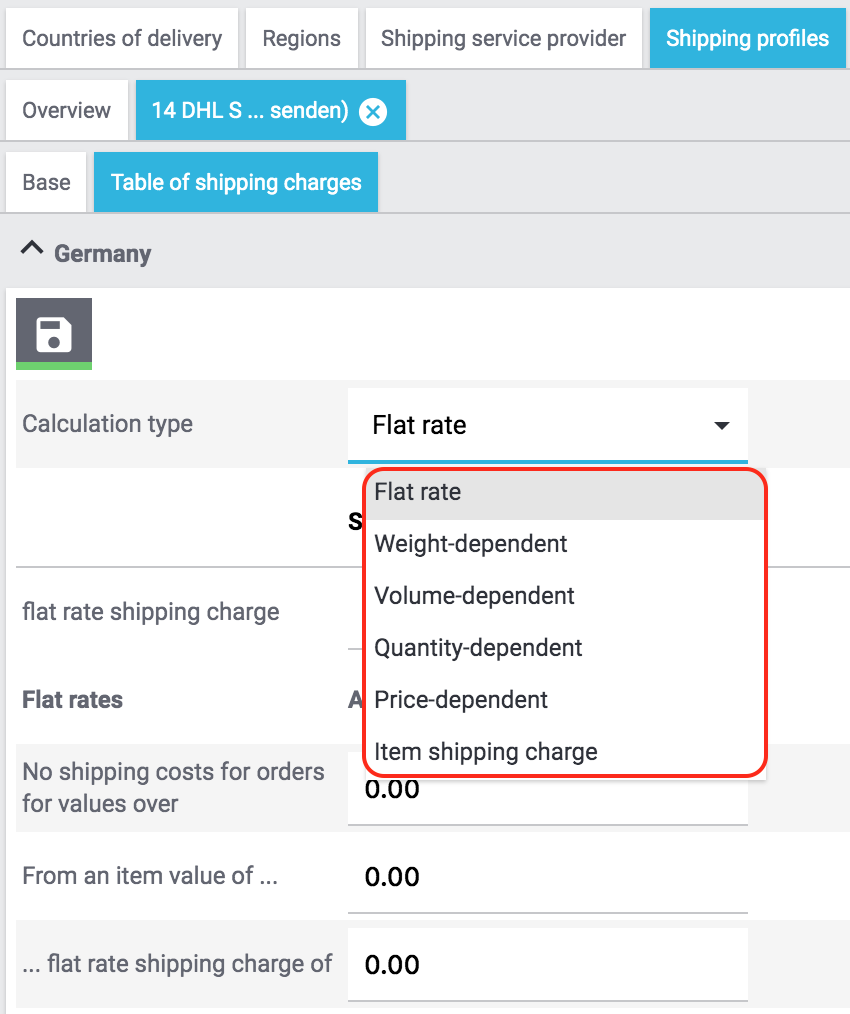 Countries of delivery Regions Shipping service provider Shipping profiles
Overview 14 DHL S ... senden)
Base Table of shipping charges
Germany
Calculation type Flat rate
Flat rate
S
Weight-dependent
Volume-dependent
flat rate shipping charge
Quantity-dependent
Flat rates A Price-dependent
Item shipping charge
No shipping costs for orders
for values over 0.00
From an item value of ... 0.00
... flat rate shipping charge of 0.00